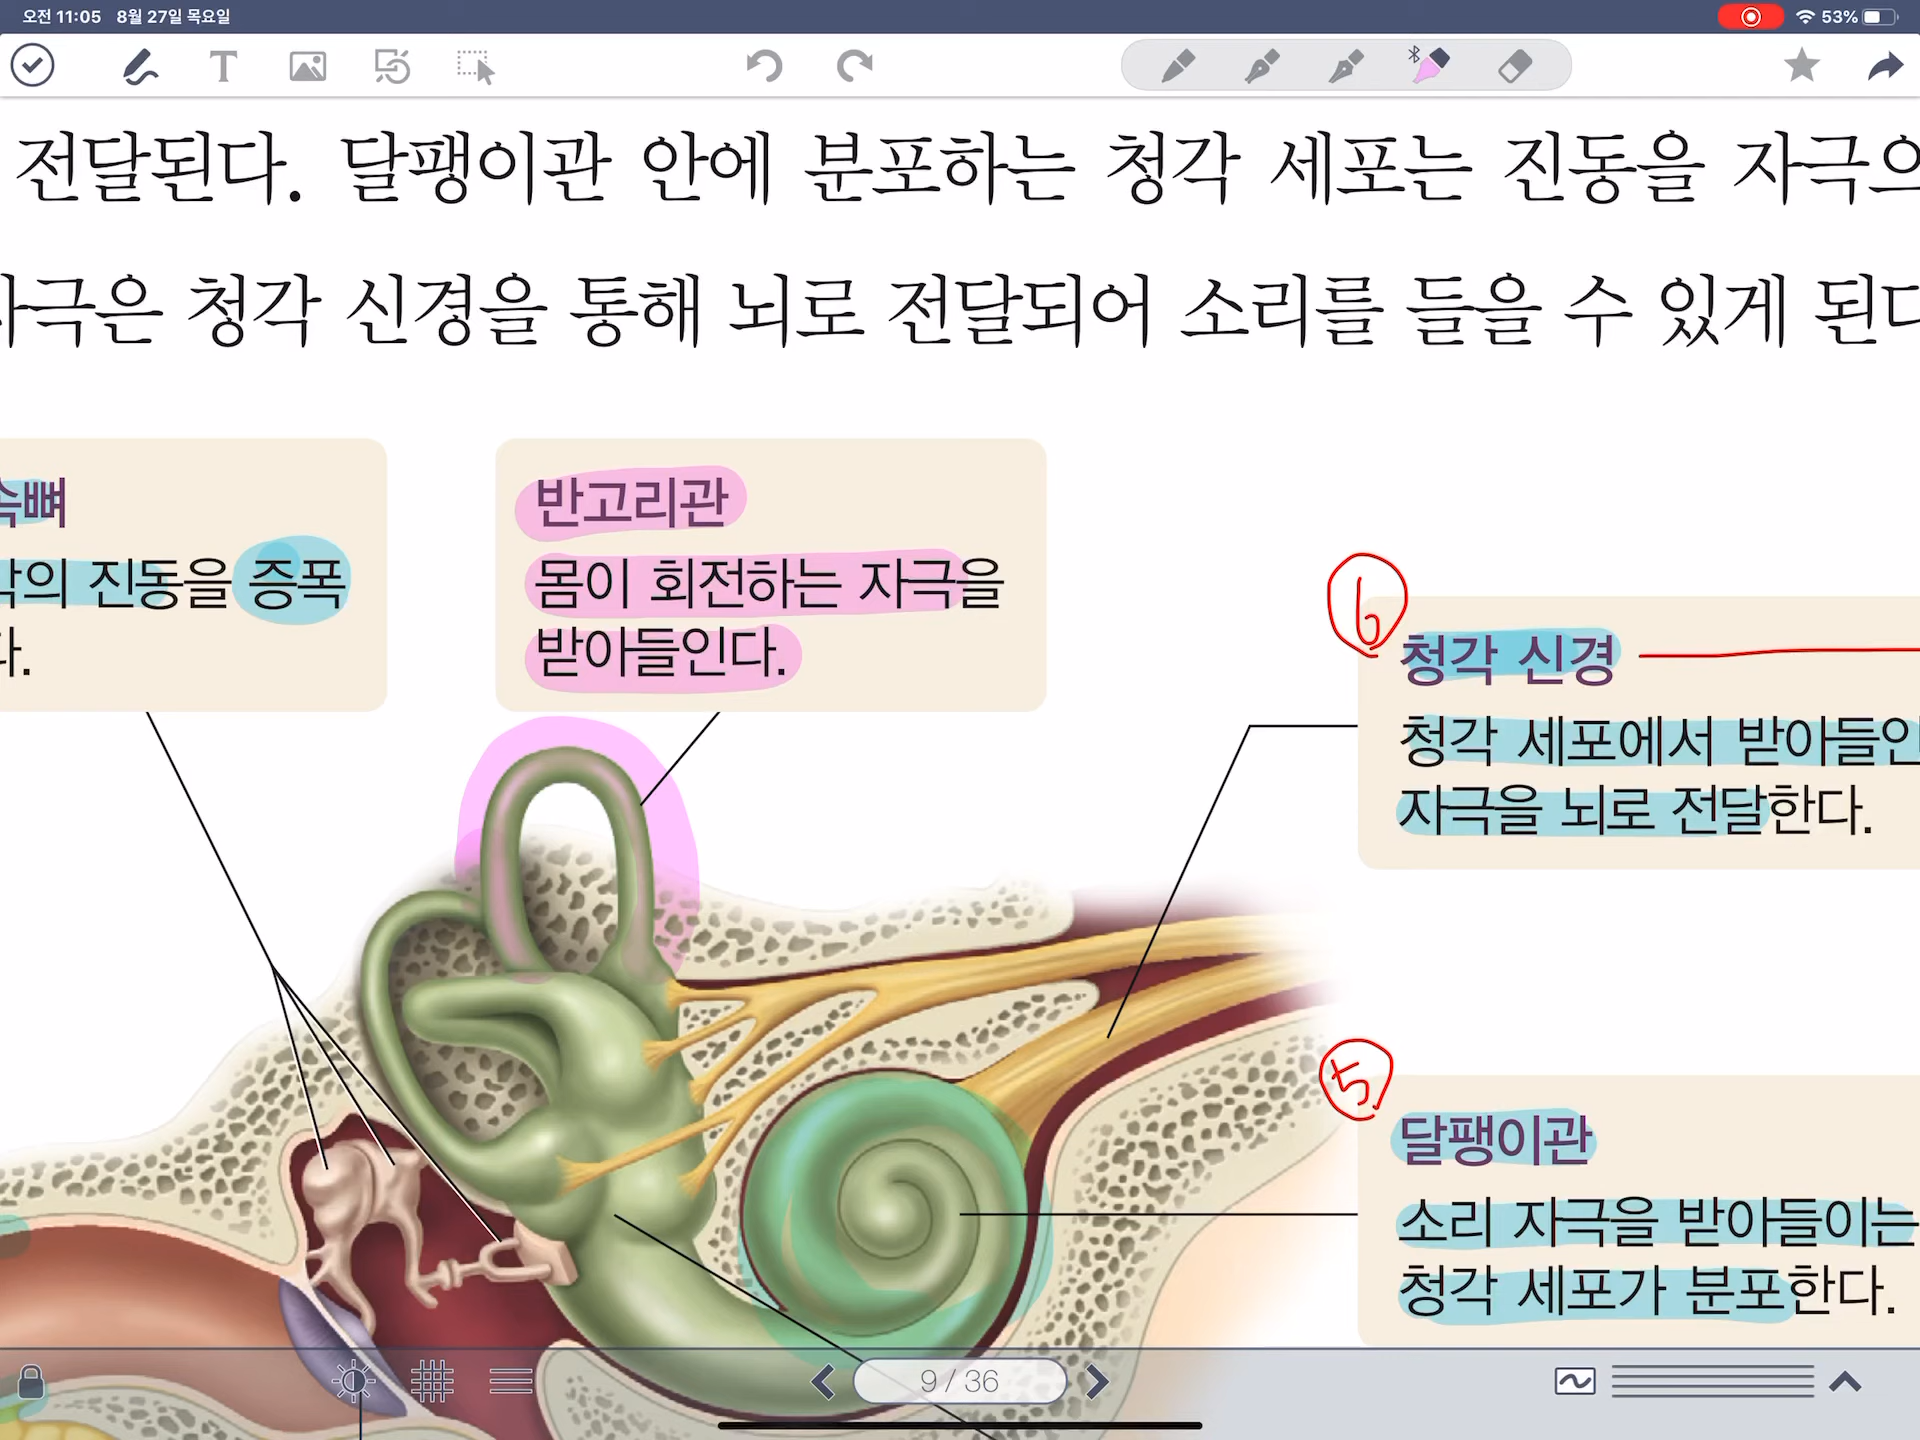 오전 11:05 8월 27일 목요일
53%
전달된다. 달팽이관 안에 분포하는 청각 세포는 진동을
자극은 청각 신경을 통해 뇌로 전달되어 소리를 들을 수 있게
반고리관
몸이 회전하는 자극을
받아들인다.
진동을 증폭
6
청각 신경
청각 세포에서 받아들인
자극을 뇌로 전달한다.
5
달팽이관
소리 자극을 받아들이는
청각 세포가 분포한다.
9 / 36